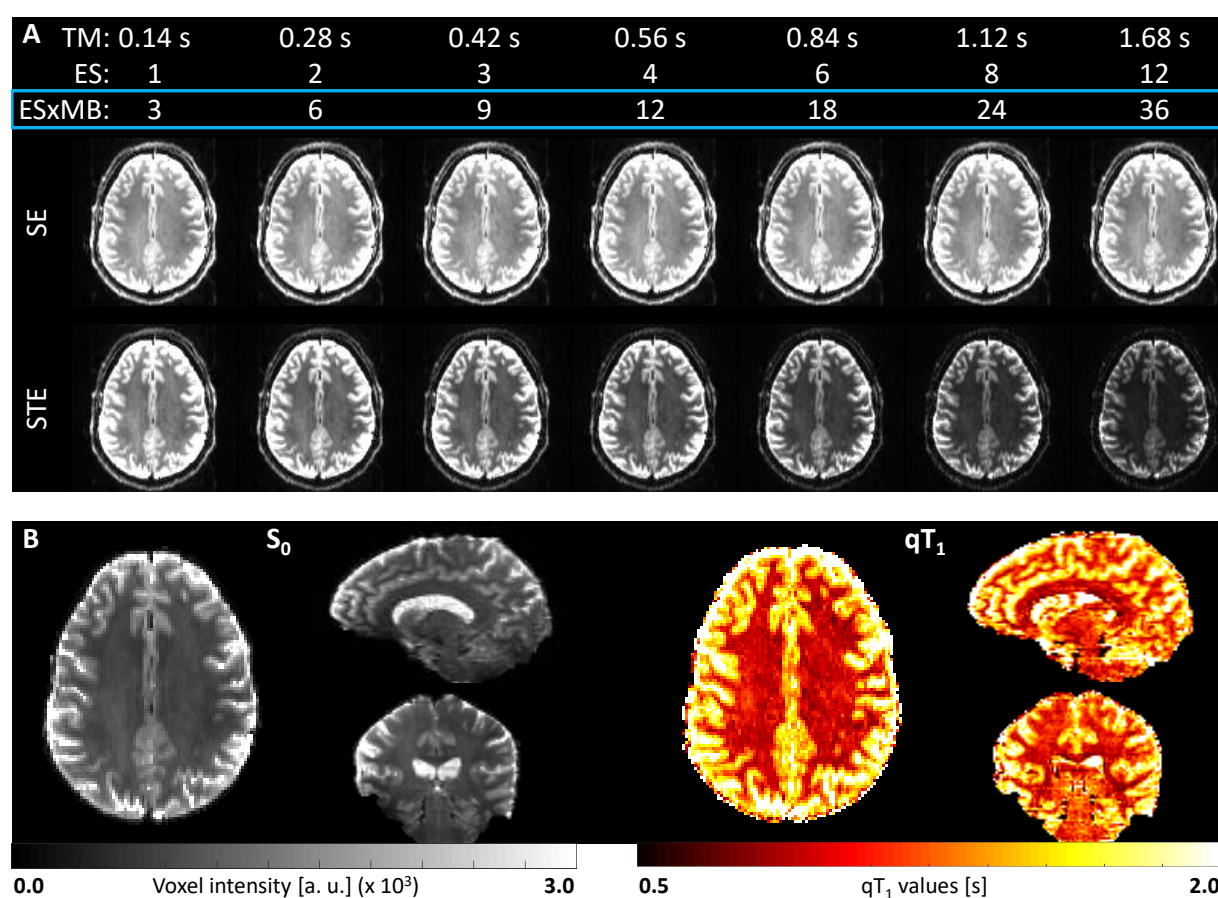 A TM: 0.14 s 0.28 s 0.42 s 0.56 s 0.84 s 1.12 s 1.68 s
ES: 1 2 3 4 6 8 12
ESxMB: 3 6 9 12 18 24 36
SE
STE
B S₀ qT₁
0.0 Voxel intensity [a. u.] (x 10³) 3.0
0.5 qT₁ values [s] 2.0